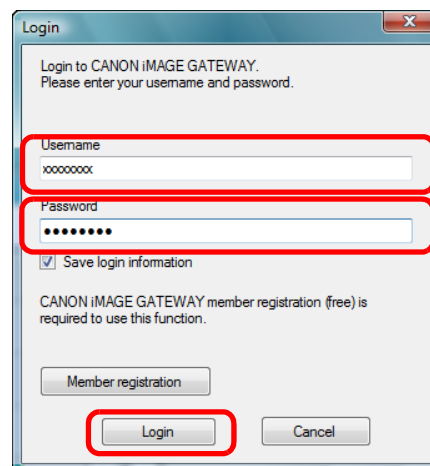 Login
Login to CANON iMAGE GATEWAY.
Please enter your username and password.
Username
xxxxxxxx
Password
●●●●●●●●
Save login information
CANON iMAGE GATEWAY member registration (free) is
required to use this function.
Member registration
Login Cancel